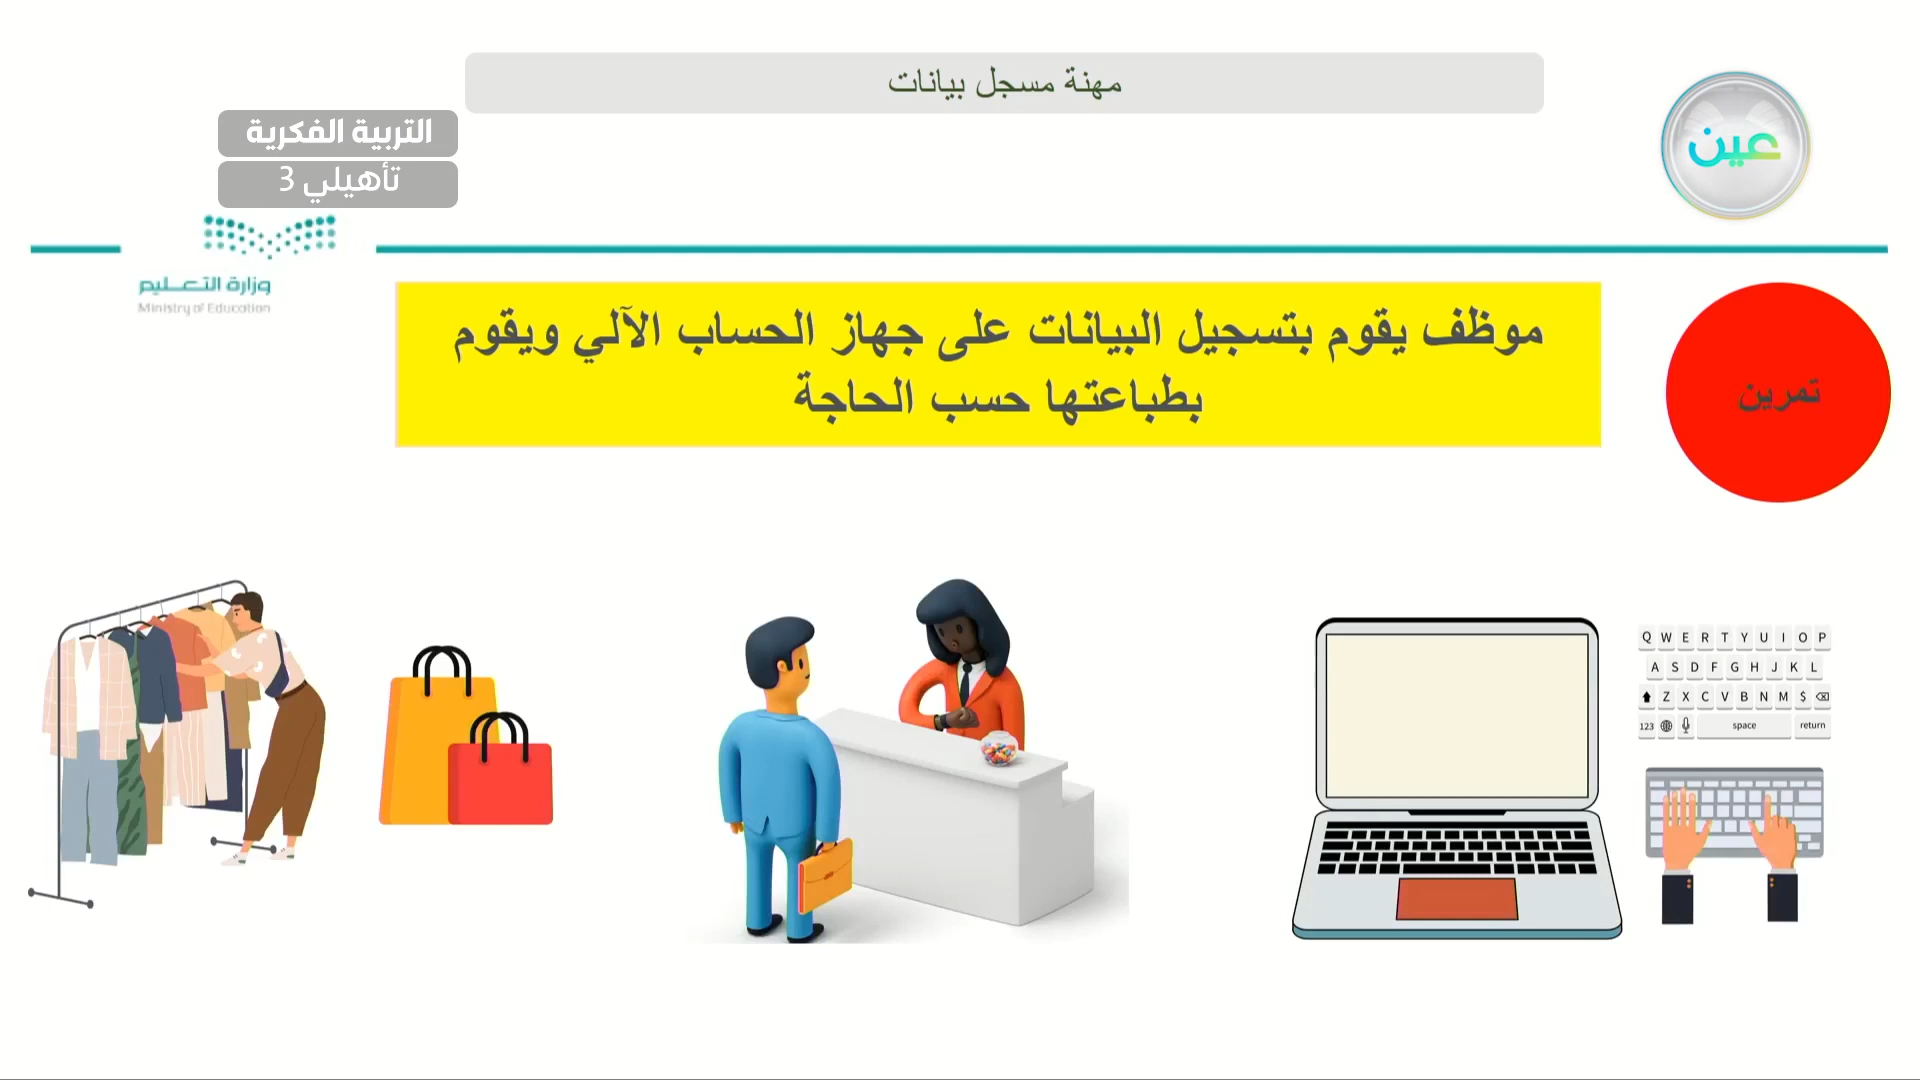 مهنة مسجل بيانات
التربية الفكرية
تأهيلي 3
عين
وزارة التعليم
Ministry of Education
موظف يقوم بتسجيل البيانات على جهاز الحساب الآلي ويقوم
بطباعتها حسب الحاجة
تمرين
Q W E R T Y U I O P
A S D F G H J K L
Z X C V B N M $
123 space return